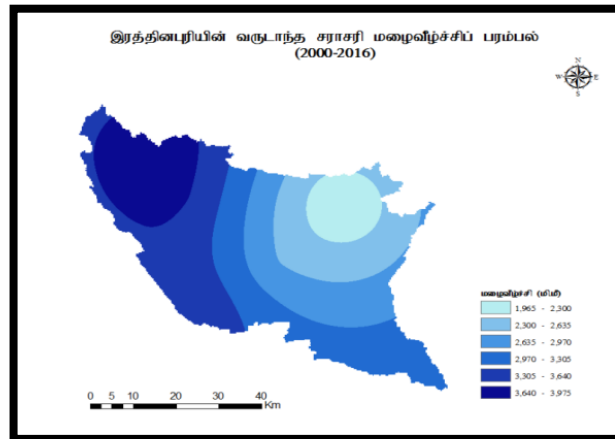 இரத்தினபுரியின் வருடாந்த சராசரி மழைவீழ்ச்சிப் பரம்பல்
(2000-2016)
N
W E
S
மழைவீழ்ச்சி (மிமீ)
1,965 - 2,300
2,300 - 2,635
2,635 - 2,970
2,970 - 3,305
3,305 - 3,640
3,640 - 3,975
0 5 10 20 30 40
Km